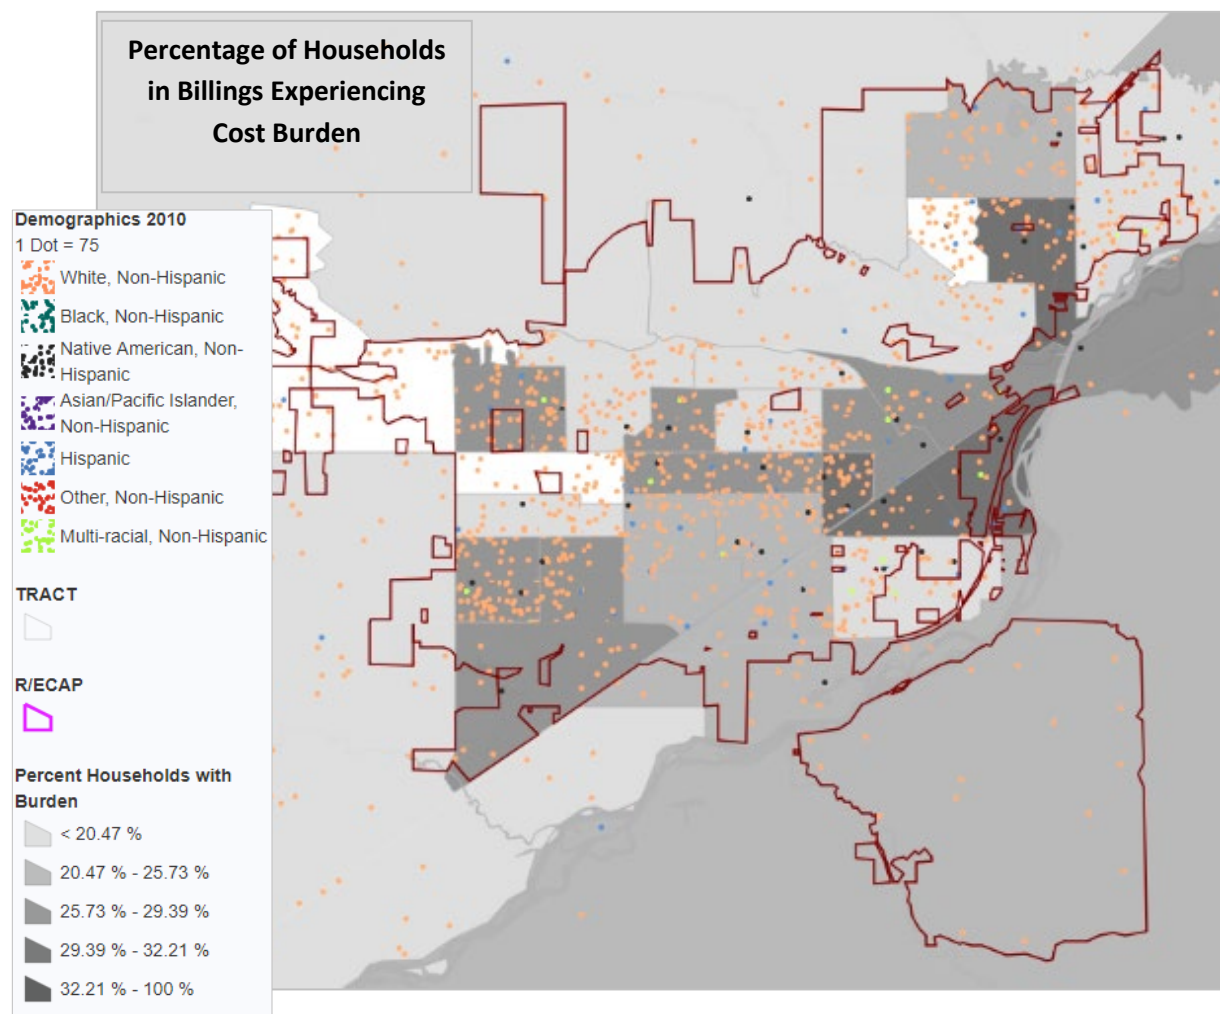 Percentage of Households
in Billings Experiencing
Cost Burden
Demographics 2010
1 Dot = 75
White, Non-Hispanic
Black, Non-Hispanic
Native American, Non-
Hispanic
Asian/Pacific Islander,
Non-Hispanic
Hispanic
Other, Non-Hispanic
Multi-racial, Non-Hispanic
TRACT
R/ECAP
Percent Households with
Burden
< 20.47 %
20.47 % - 25.73 %
25.73 % - 29.39 %
29.39 % - 32.21 %
32.21 % - 100 %